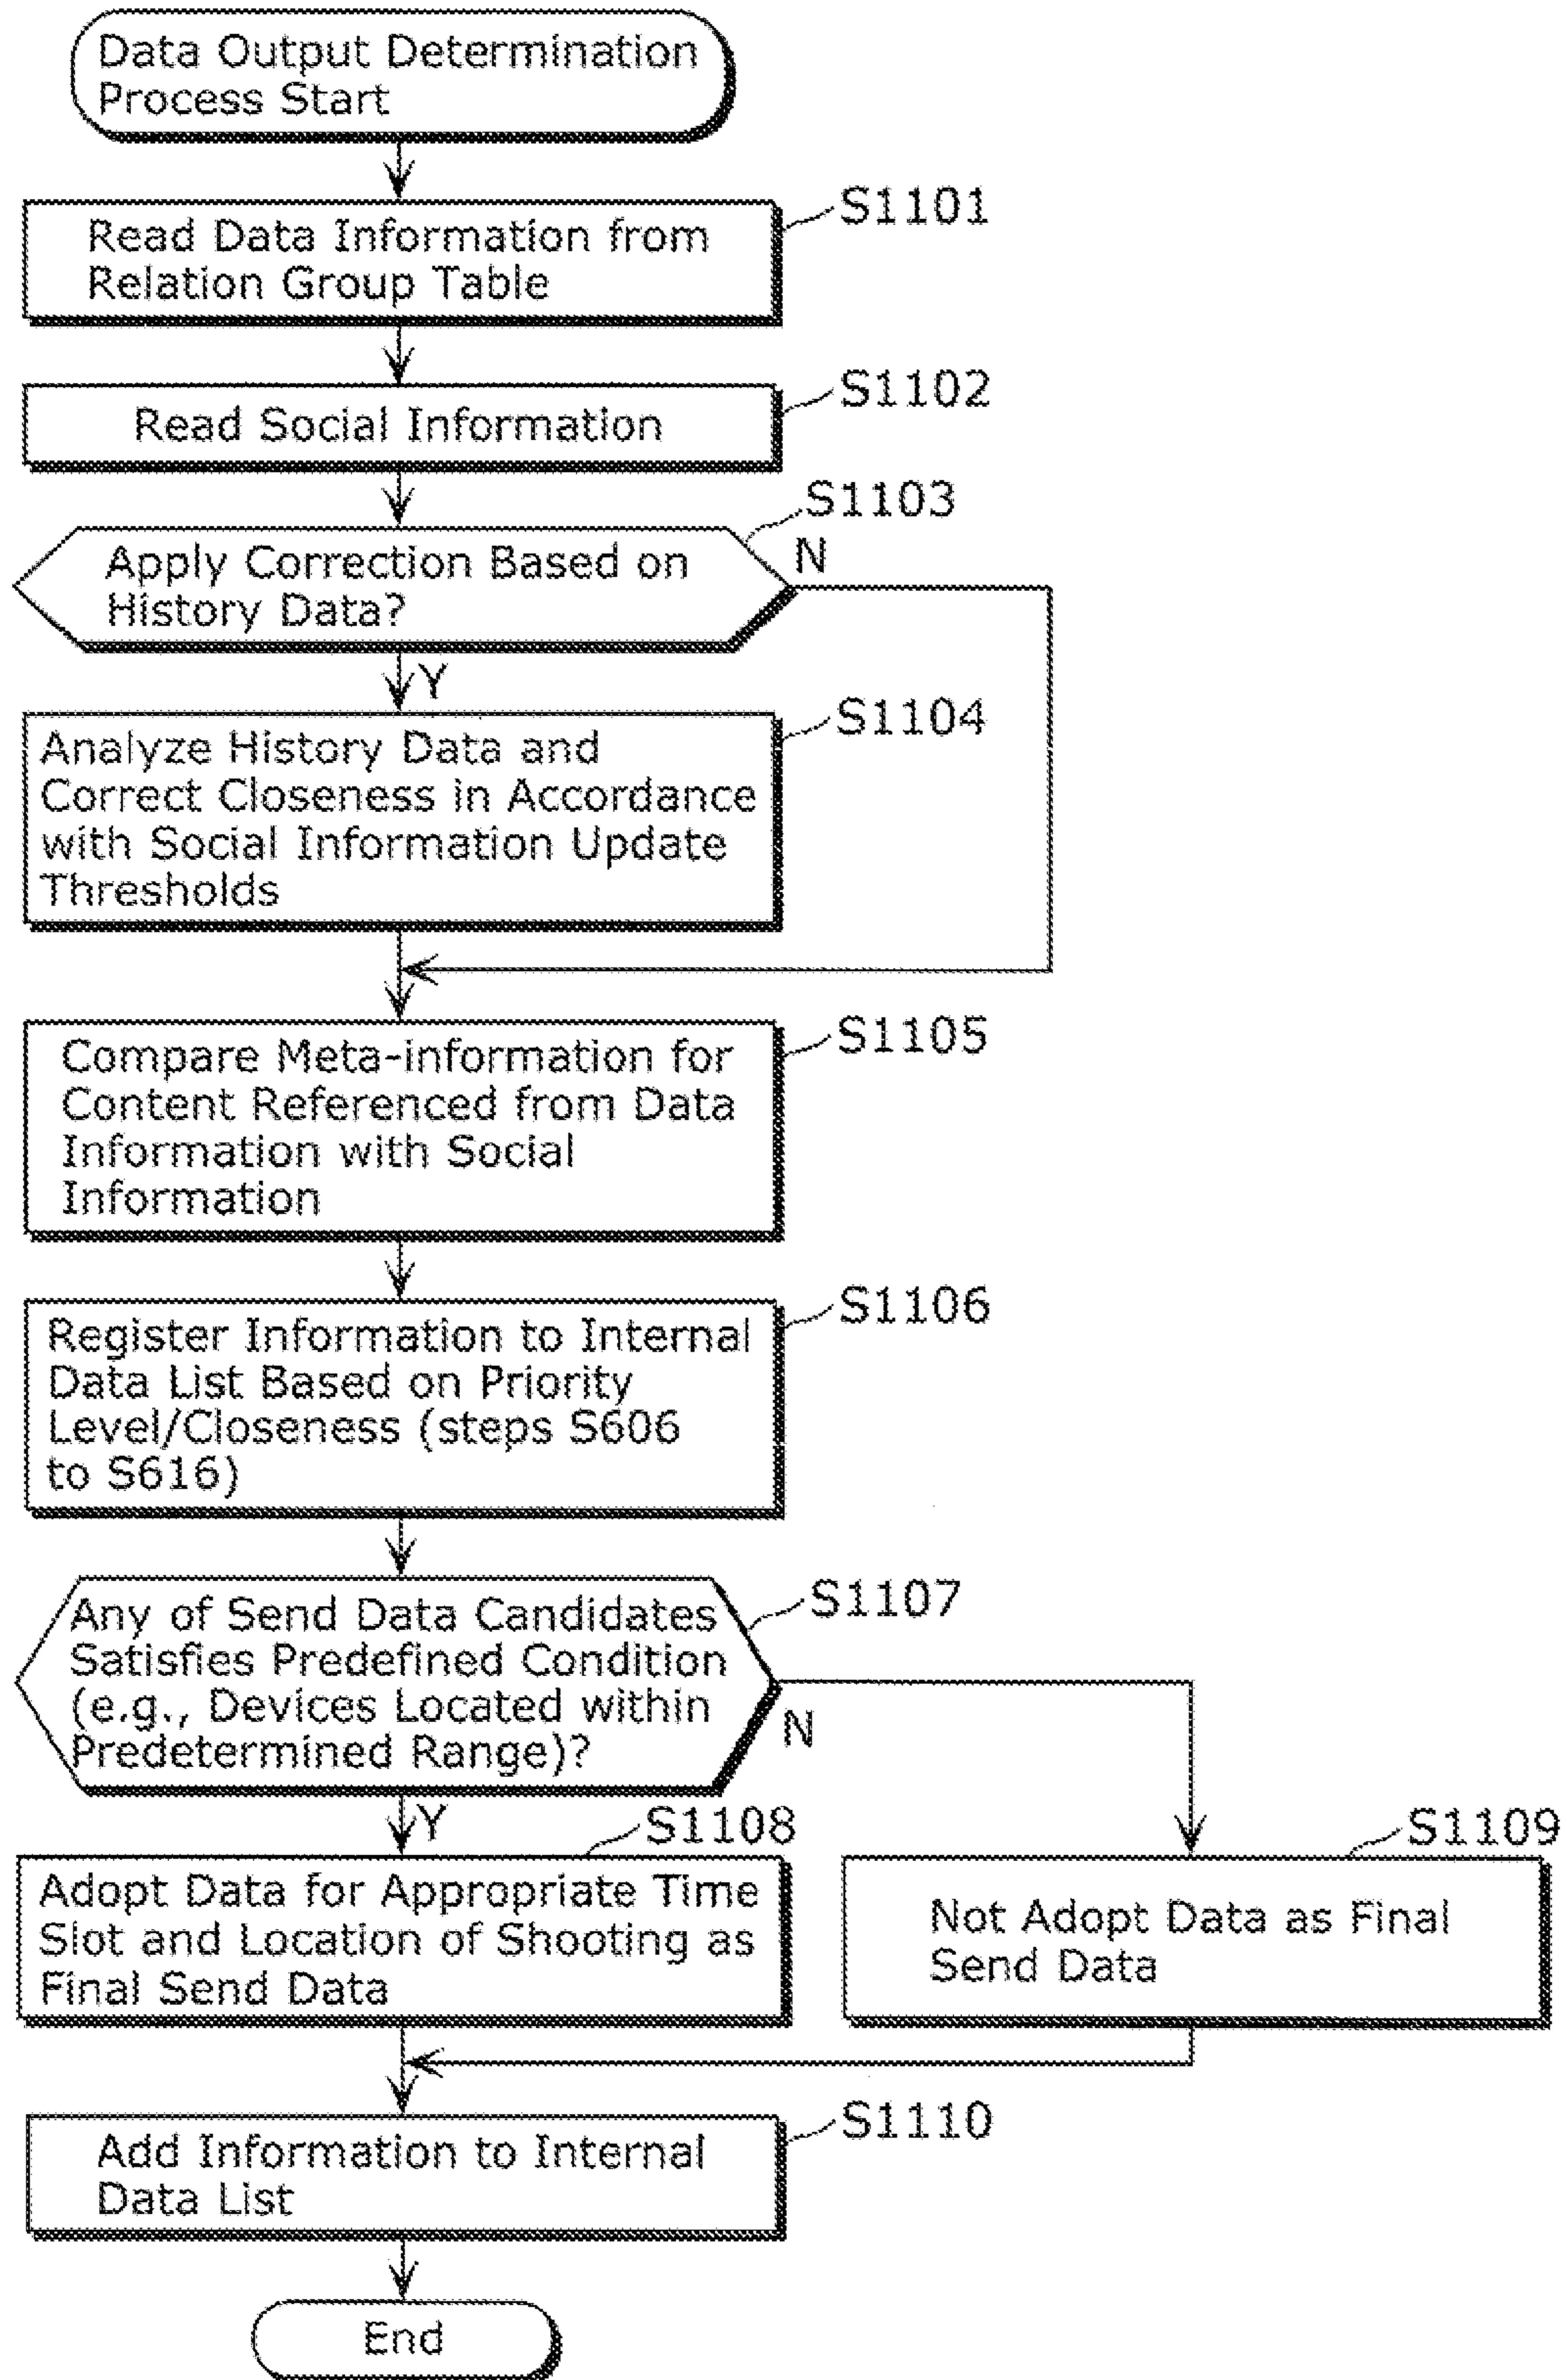 Data Output Determination
Process Start
S1101
Read Data Information from
Relation Group Table
S1102
Read Social Information
S1103
Apply Correction Based on
History Data?
N
Y
S1104
Analyze History Data and
Correct Closeness in Accordance
with Social Information Update
Thresholds
S1105
Compare Meta-information for
Content Referenced from Data
Information with Social
Information
S1106
Register Information to Internal
Data List Based on Priority
Level/Closeness (steps S606
to S616)
S1107
Any of Send Data Candidates
Satisfies Predefined Condition
(e.g., Devices Located within
Predetermined Range)?
N
Y
S1108
Adopt Data for Appropriate Time
Slot and Location of Shooting as
Final Send Data
S1109
Not Adopt Data as Final
Send Data
S1110
Add Information to Internal
Data List
End